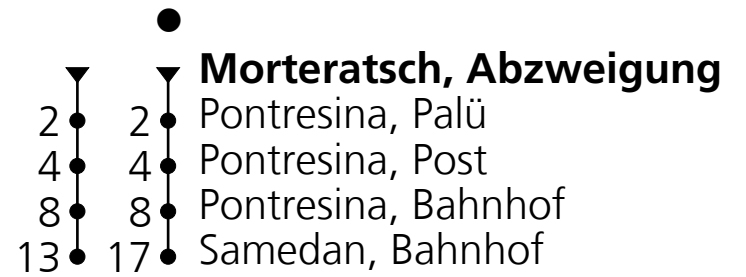 Morteratsch, Abzweigung
2 2 Pontresina, Palü
4 4 Pontresina, Post
8 8 Pontresina, Bahnhof
13 17 Samedan, Bahnhof